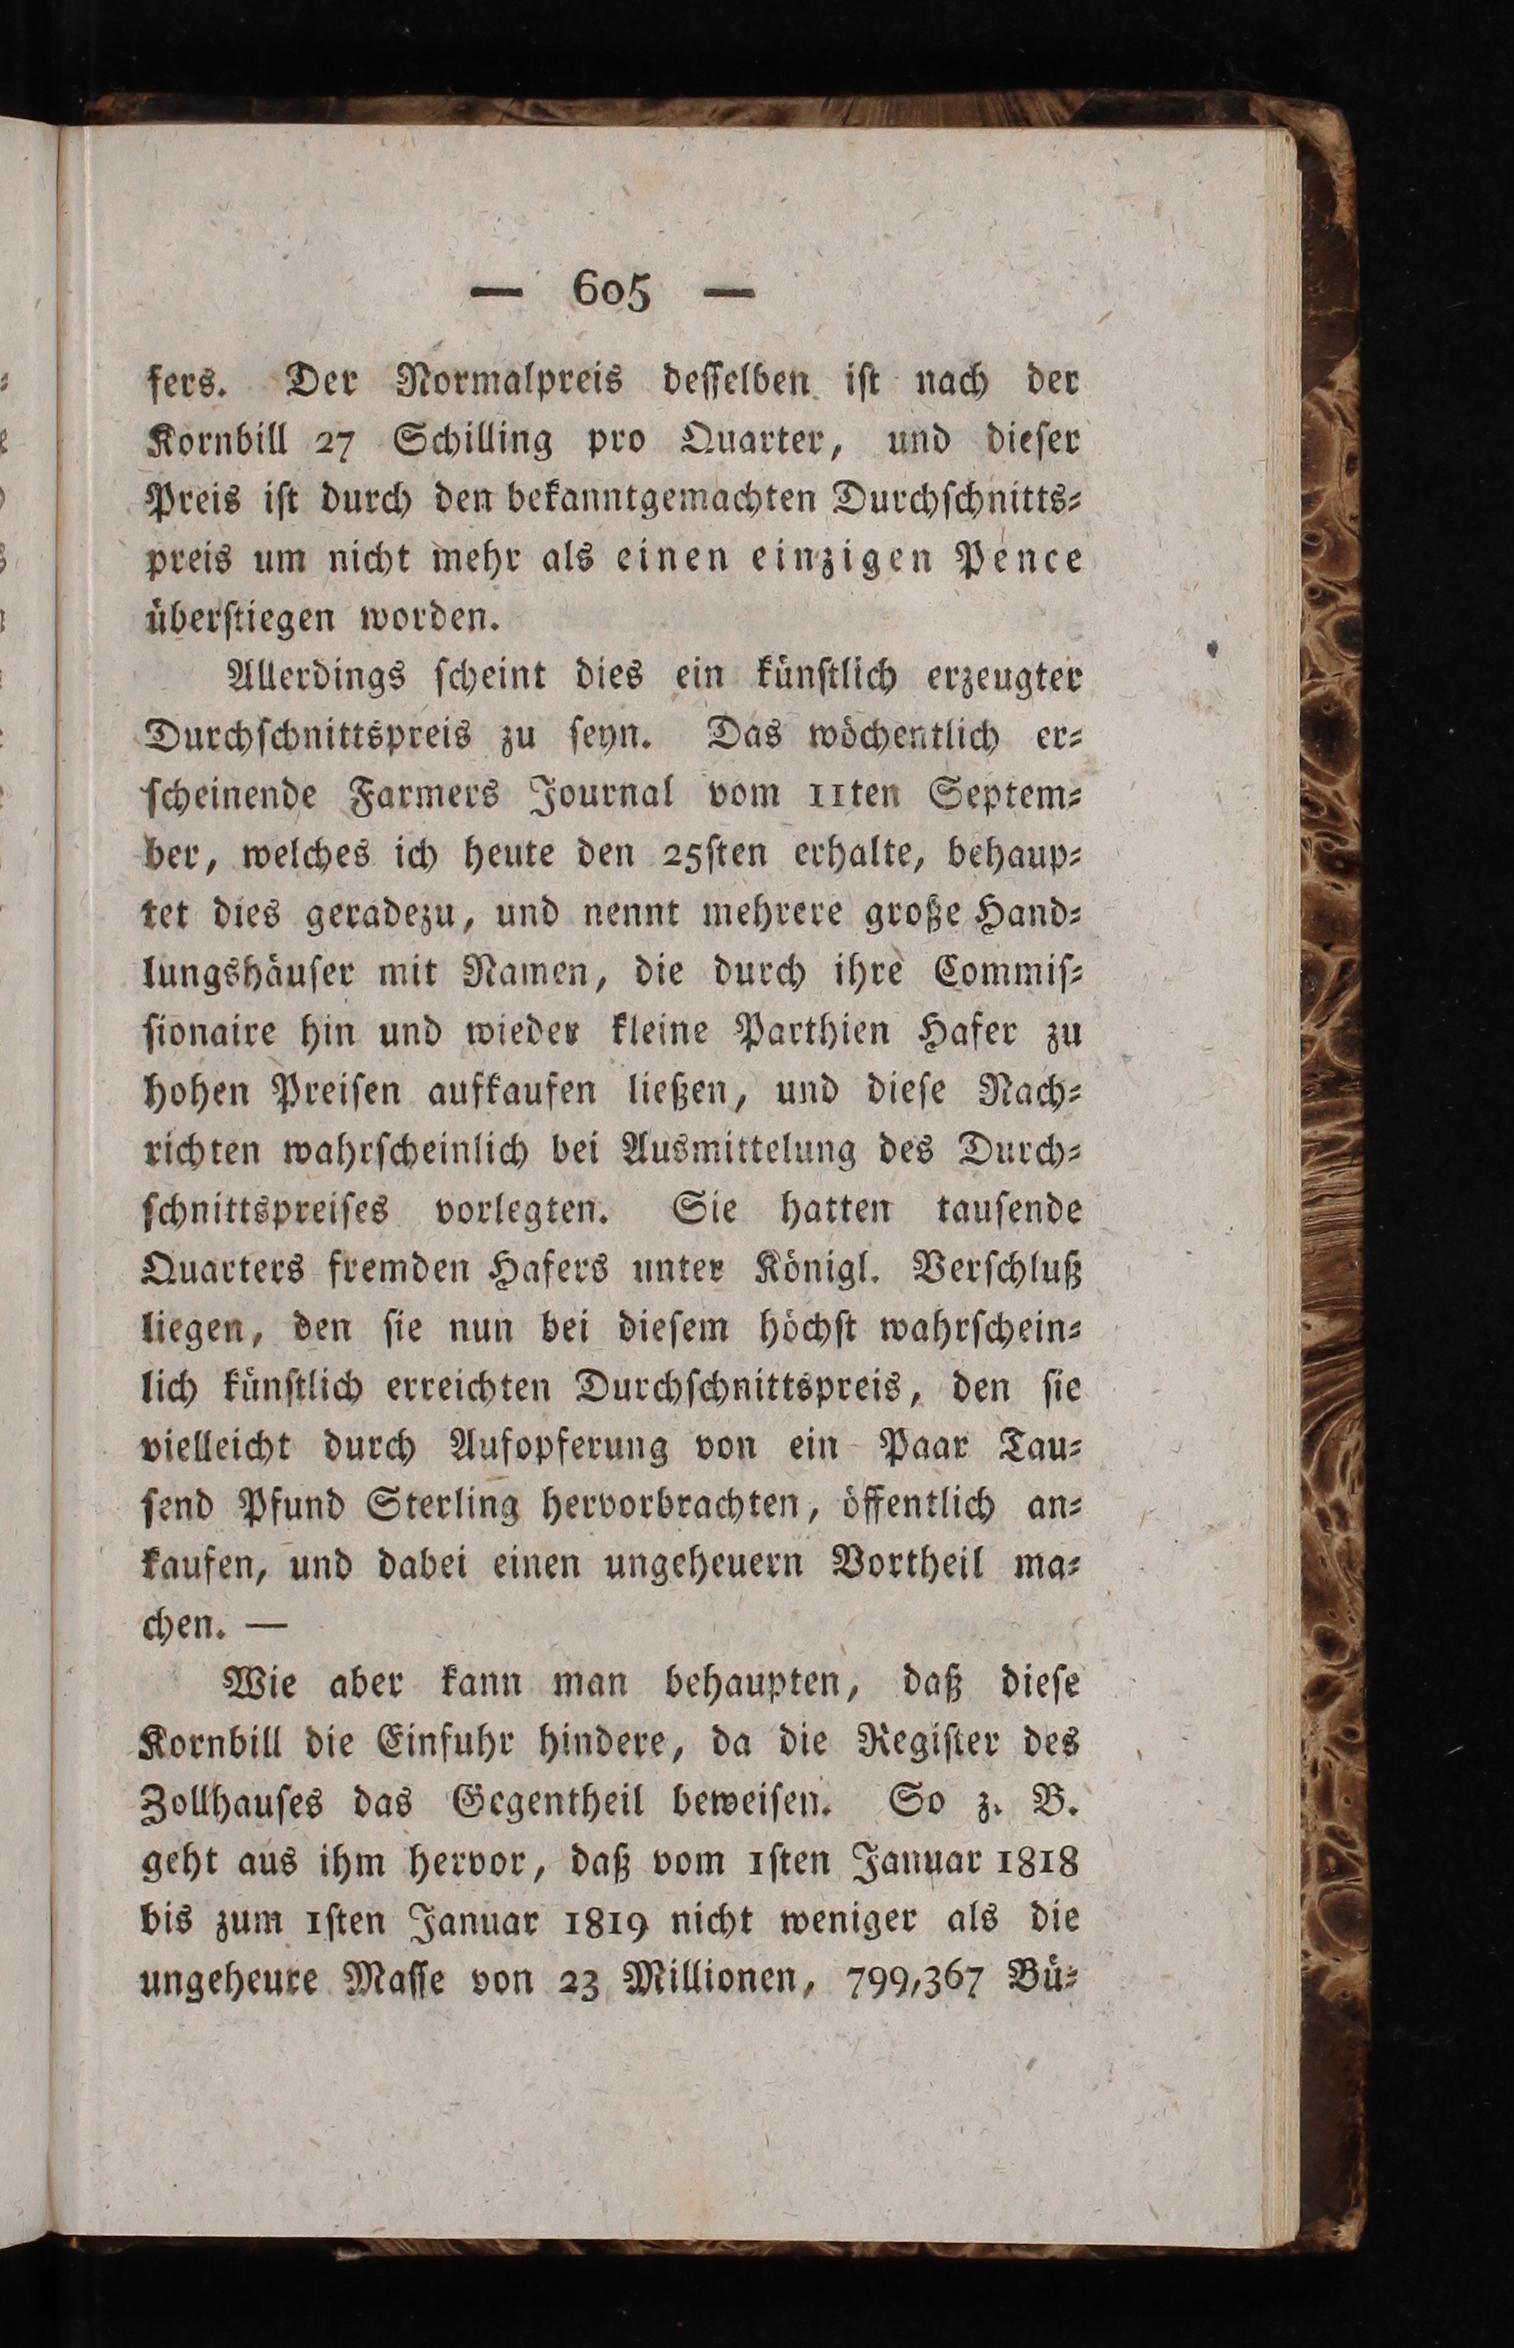 — 605 —
fers. Der Normalpreis deſſelben iſt nach der
Kornbill 27 Schilling pro Quarter, und dieſer
Preis iſt durch den bekanntgemachten Durchſchnitts⸗
preis um nicht mehr als einen einzigen Pence
überſtiegen worden.
Allerdings ſcheint dies ein künſtlich erzeugter
Durchſchnittspreis zu ſeyn. Das wöchentlich er⸗
ſcheinende Farmers Journal vom 11ten Septem⸗
ber, welches ich heute den 25ſten erhalte, behaup⸗
tet dies geradezu, und nennt mehrere große Hand⸗
lungshäuſer mit Namen, die durch ihre Commiſ⸗
ſionaire hin und wieder kleine Parthien Hafer zu
hohen Preiſen aufkaufen ließen, und dieſe Nach⸗
richten wahrſcheinlich bei Ausmittelung des Durch⸗
ſchnittspreiſes vorlegten. Sie hatten tauſende
Quarters fremden Hafers unter Königl. Verſchluß
liegen, den ſie nun bei dieſem höchſt wahrſchein⸗
lich künſtlich erreichten Durchſchnittspreis, den ſie
vielleicht durch Aufopferung von ein Paar Tau⸗
ſend Pfund Sterling hervorbrachten, öffentlich an⸗
kaufen, und dabei einen ungeheuern Vortheil ma⸗
chen. —
Wie aber kann man behaupten, daß dieſe
Kornbill die Einfuhr hindere, da die Regiſter des
Zollhauſes das Gegentheil beweiſen. So z. B.
geht aus ihm hervor, daß vom 1ſten Januar 1818
bis zum 1ſten Januar 1819 nicht weniger als die
ungeheure Maſſe von 23 Millionen, 799,367 Bü⸗